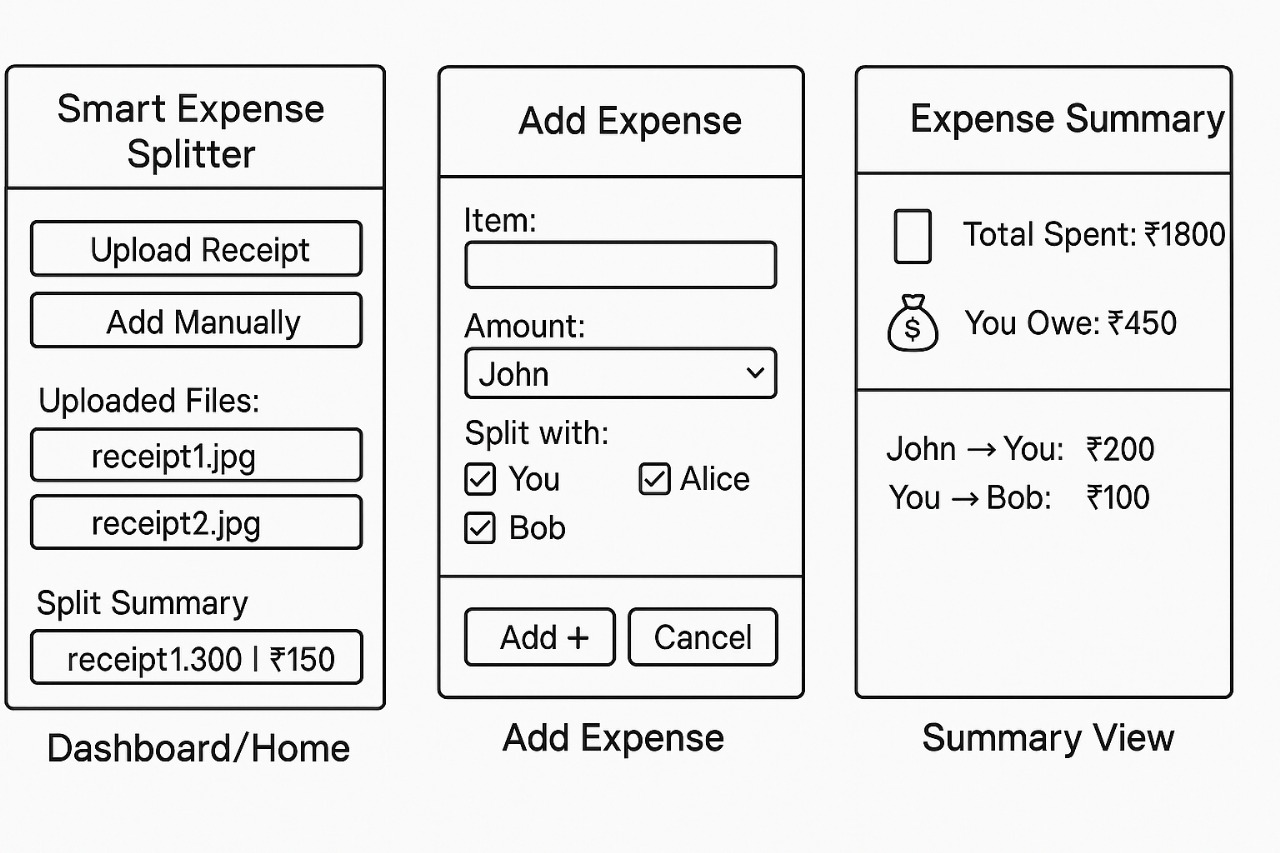 Smart Expense
Splitter
Upload Receipt
Add Manually
Uploaded Files:
receipt1.jpg
receipt2.jpg
Split Summary
receipt1.300 | ₹150
Dashboard/Home
Add Expense
Item:
Amount:
John
Split with:
You
Alice
Bob
Add +
Cancel
Add Expense
Expense Summary
Total Spent: ₹1800
$
You Owe: ₹450
John → You: ₹200
You → Bob: ₹100
Summary View